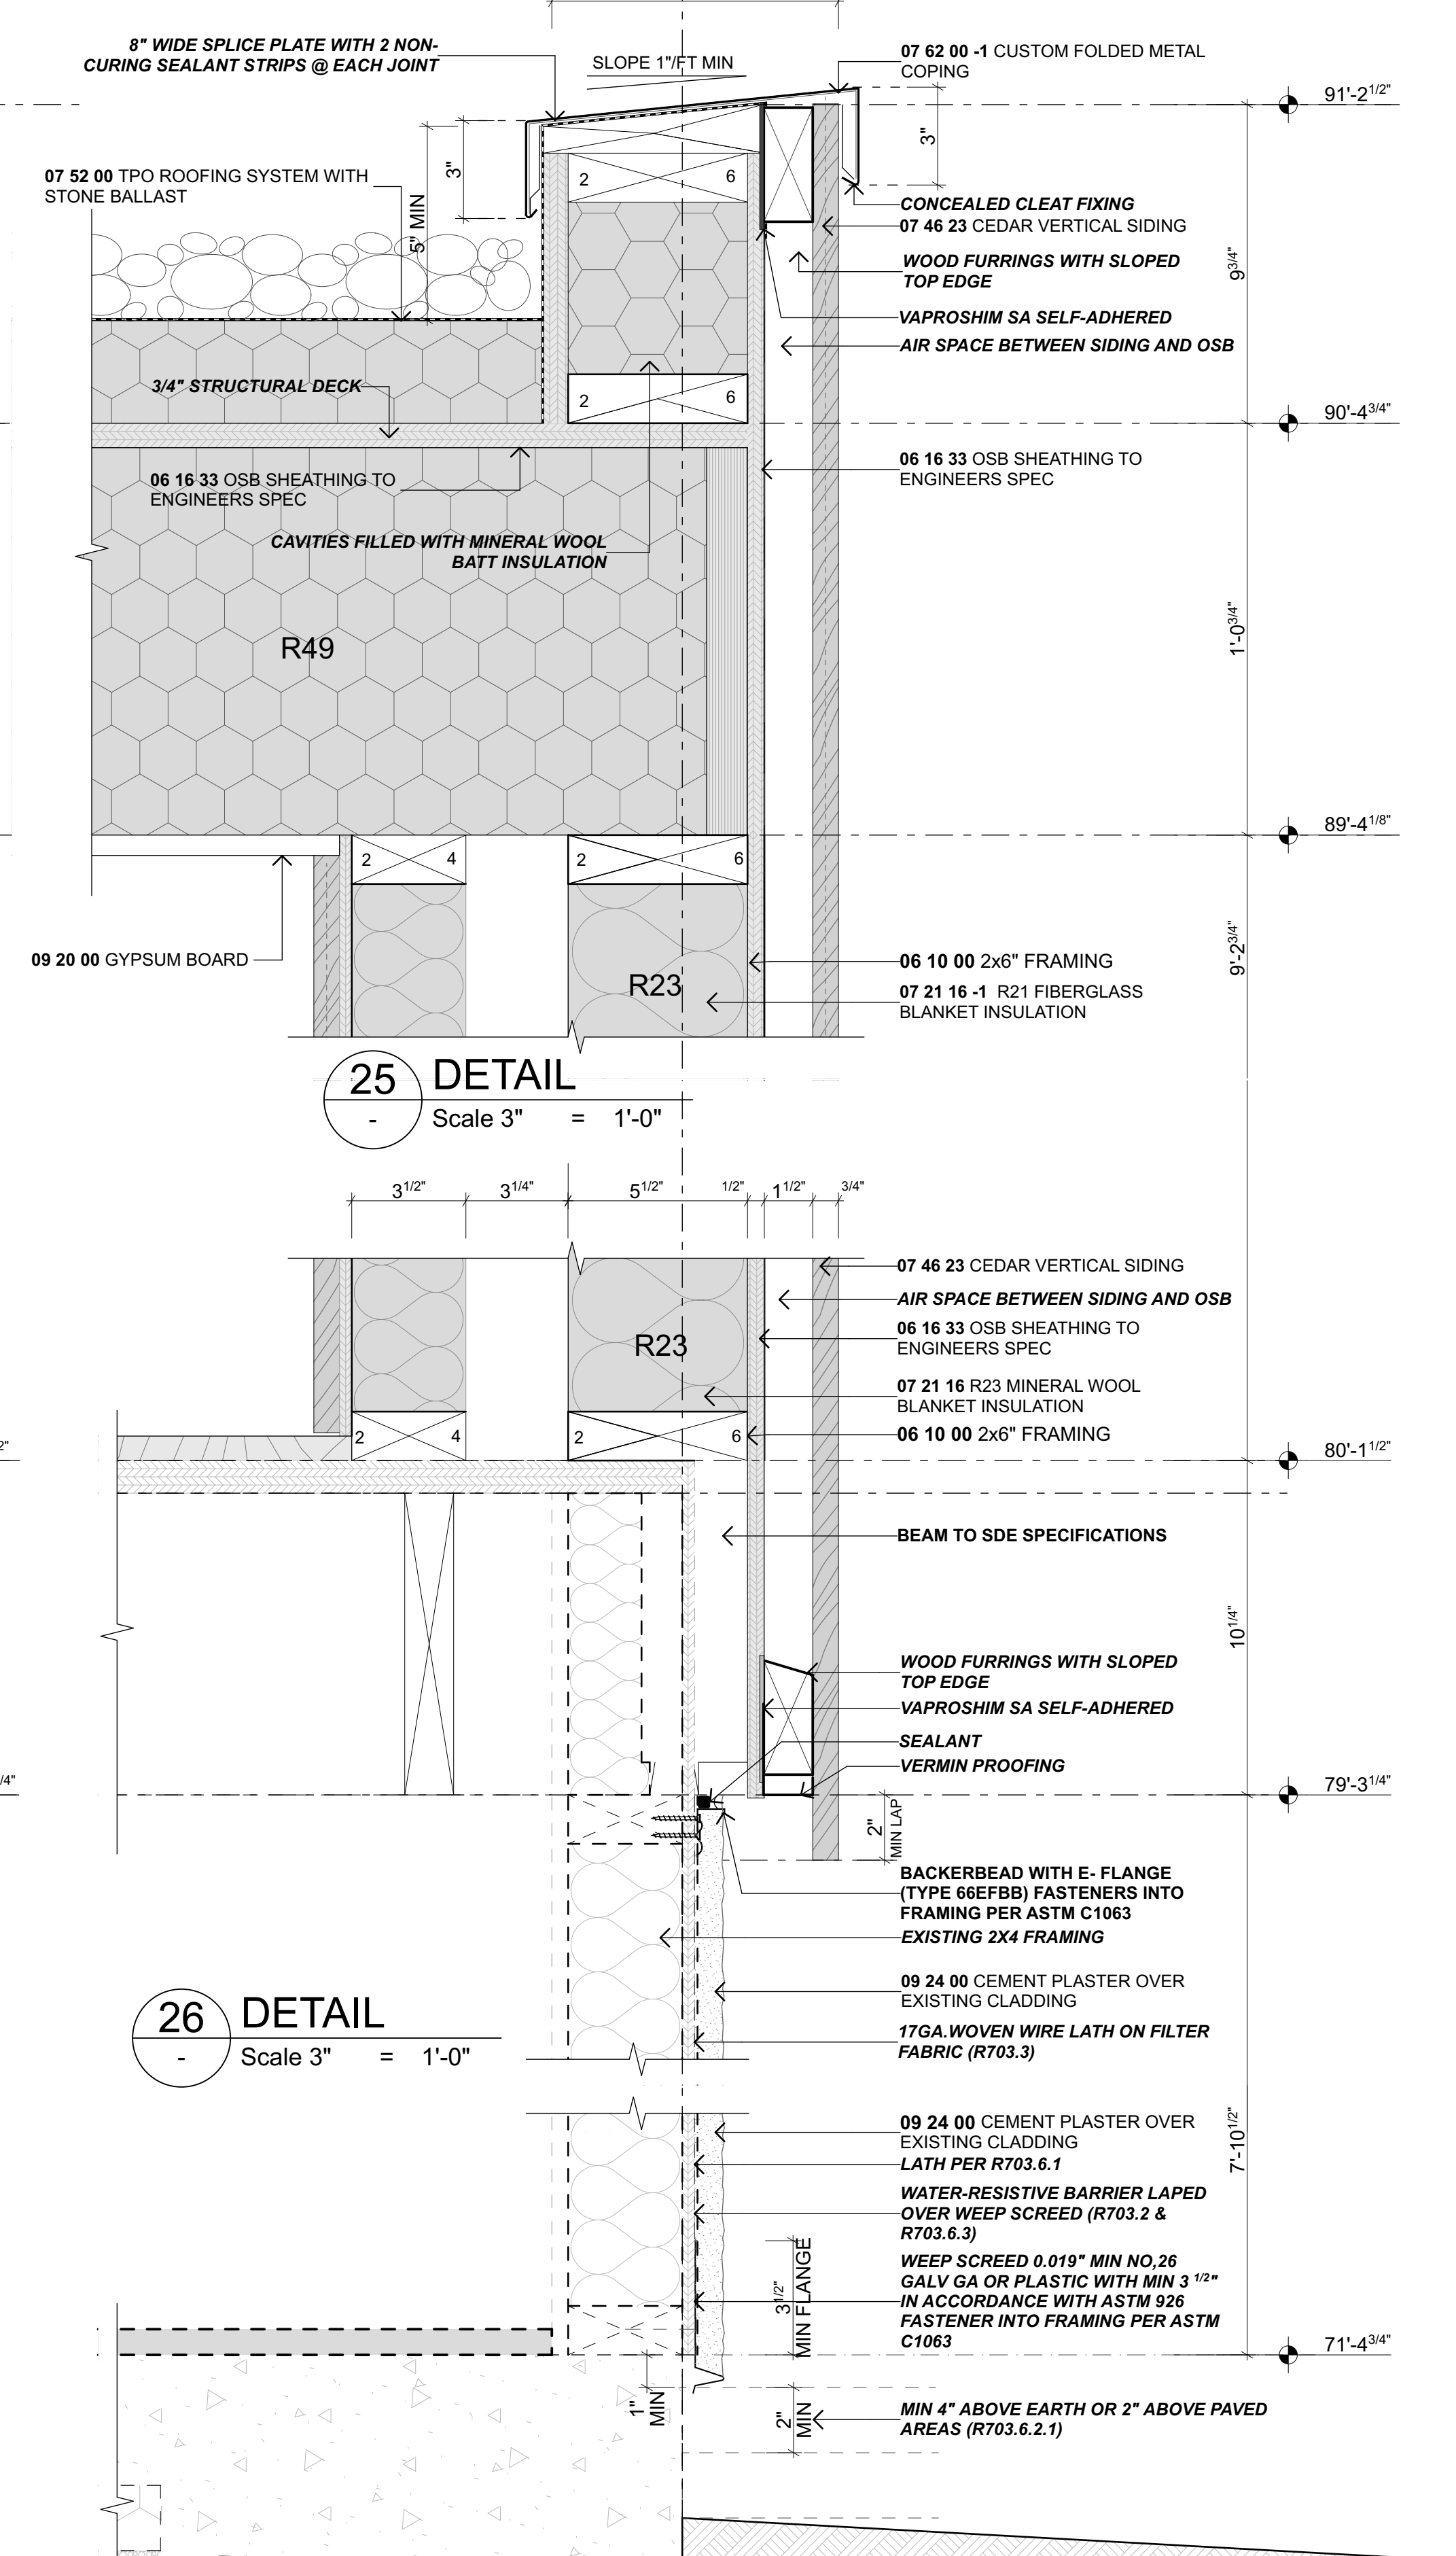 8" WIDE SPLICE PLATE WITH 2 NON-
CURING SEALANT STRIPS @ EACH JOINT
SLOPE 1"/FT MIN
07 62 00 -1 CUSTOM FOLDED METAL
COPING
91'-2 1/2"
3"
3"
5" MIN
07 52 00 TPO ROOFING SYSTEM WITH
STONE BALLAST
2 6
CONCEALED CLEAT FIXING
07 46 23 CEDAR VERTICAL SIDING
WOOD FURRINGS WITH SLOPED
TOP EDGE
9 3/4"
VAPROSHIM SA SELF-ADHERED
AIR SPACE BETWEEN SIDING AND OSB
3/4" STRUCTURAL DECK
2 6
90'-4 3/4"
06 16 33 OSB SHEATHING TO
ENGINEERS SPEC
06 16 33 OSB SHEATHING TO
ENGINEERS SPEC
CAVITIES FILLED WITH MINERAL WOOL
BATT INSULATION
R49
1'-0 3/4"
89'-4 1/8"
2 4
2 6
09 20 00 GYPSUM BOARD
R23
06 10 00 2x6" FRAMING
07 21 16 -1 R21 FIBERGLASS
BLANKET INSULATION
9'-2 3/4"
25
-
DETAIL
Scale 3" = 1'-0"
3 1/2"
3 1/4"
5 1/2"
1/2"
1 1/2"
3/4"
07 46 23 CEDAR VERTICAL SIDING
AIR SPACE BETWEEN SIDING AND OSB
06 16 33 OSB SHEATHING TO
ENGINEERS SPEC
R23
07 21 16 R23 MINERAL WOOL
BLANKET INSULATION
2 4
2 6
06 10 00 2x6" FRAMING
2"
80'-1 1/2"
BEAM TO SDE SPECIFICATIONS
10 1/4"
WOOD FURRINGS WITH SLOPED
TOP EDGE
VAPROSHIM SA SELF-ADHERED
SEALANT
VERMIN PROOFING
/4"
79'-3 1/4"
2"
MIN LAP
BACKERBEAD WITH E- FLANGE
(TYPE 66EFBB) FASTENERS INTO
FRAMING PER ASTM C1063
EXISTING 2X4 FRAMING
09 24 00 CEMENT PLASTER OVER
EXISTING CLADDING
17GA.WOVEN WIRE LATH ON FILTER
FABRIC (R703.3)
26
-
DETAIL
Scale 3" = 1'-0"
09 24 00 CEMENT PLASTER OVER
EXISTING CLADDING
LATH PER R703.6.1
7'-10 1/2"
WATER-RESISTIVE BARRIER LAPED
OVER WEEP SCREED (R703.2 &
R703.6.3)
WEEP SCREED 0.019" MIN NO,26
GALV GA OR PLASTIC WITH MIN 3 1/2"
IN ACCORDANCE WITH ASTM 926
FASTENER INTO FRAMING PER ASTM
C1063
3 1/2"
MIN FLANGE
71'-4 3/4"
1"
MIN
2"
MIN
MIN 4" ABOVE EARTH OR 2" ABOVE PAVED
AREAS (R703.6.2.1)